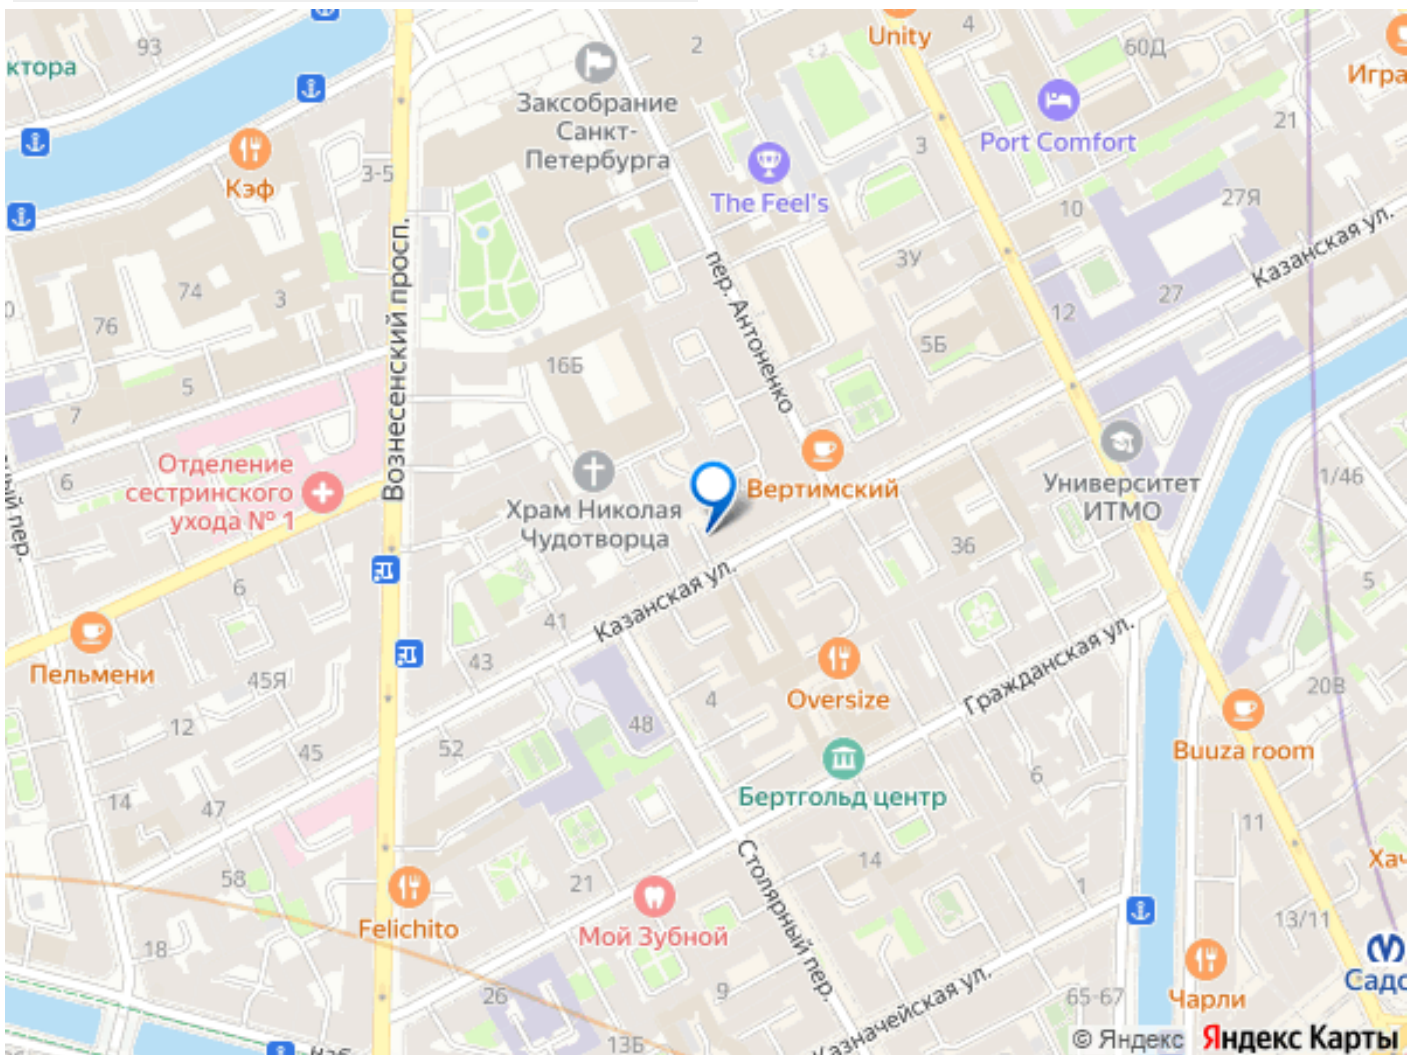 93
ктора
Кэф
3-5
Заксобрание
Санкт-
Петербурга
2
Unity
4
60Д
Игра
Port Comfort
21
3
The Feel's
10
27Я
Казанская ул.
3У
27
12
Вознесенский просп.
74
3
76
5
7
16Б
пер. Антоненко
5Б
6
Отделение
сестринского
ухода № 1
Храм Николая
Чудотворца
Вертимский
Университет
ИТМО
1/46
ный пер.
6
36
5
Казанская ул.
41
43
Пельмени
45Я
12
45
52
48
4
Oversize
Гражданская ул.
20В
Buuza room
Бертгольд центр
6
14
47
11
58
Felichito
21
Мой Зубной
14
1
Хач
Столярный пер.
13/11
18
26
9
13Б
Казначейская ул.
65-67
Чарли
Садо
наб
© Яндекс Яндекс Карты